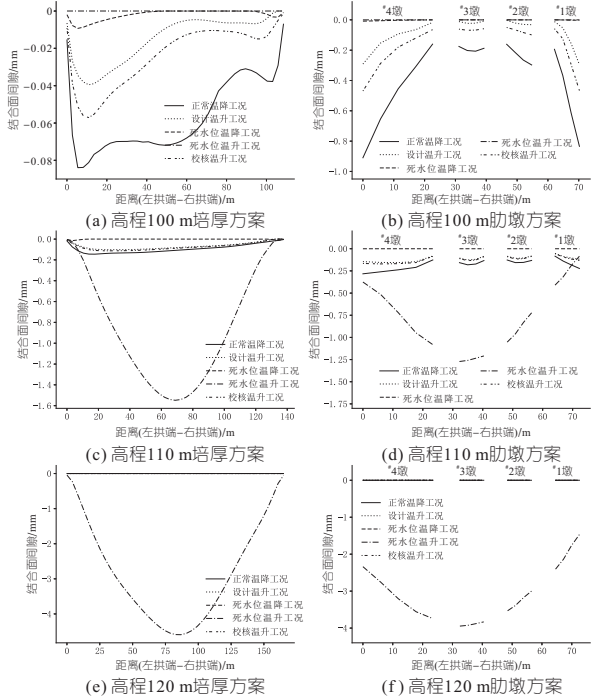 0.0
−0.02
−0.04
−0.06
−0.08
结合面间隙/mm
正常温降工况
设计温升工况
死水位温降工况
死水位温升工况
校核温升工况
0 20 40 60 80 100
距离(左拱端-右拱端)/m
(a) 高程100 m培厚方案
#4墩 #3墩 #2墩 #1墩
0.0
−0.2
−0.4
−0.6
−0.8
−1.0
结合面间隙/mm
正常温降工况 死水位温升工况
设计温升工况 校核温升工况
死水位温降工况
0 10 20 30 40 50 60 70
距离(左拱端-右拱端)/m
(b) 高程100 m肋墩方案
0.0
−0.2
−0.4
−0.6
−0.8
−1.0
−1.2
−1.4
−1.6
结合面间隙/mm
正常温降工况
设计温升工况
死水位温降工况
死水位温升工况
校核温升工况
0 20 40 60 80 100 120 140
距离(左拱端-右拱端)/m
(c) 高程110 m培厚方案
#4墩 #3墩 #2墩 #1墩
0.00
−0.25
−0.50
−0.75
−1.00
−1.25
−1.50
−1.75
结合面间隙/mm
正常温降工况 死水位温升工况
设计温升工况 校核温升工况
死水位温降工况
0 10 20 30 40 50 60 70
距离(左拱端-右拱端)/m
(d) 高程110 m肋墩方案
0
−1
−2
−3
−4
结合面间隙/mm
正常温降工况
设计温升工况
死水位温降工况
死水位温升工况
校核温升工况
0 25 50 75 100 125 150
距离(左拱端-右拱端)/m
(e) 高程120 m培厚方案
#4墩 #3墩 #2墩 #1墩
0
−1
−2
−3
−4
结合面间隙/mm
正常温降工况
设计温升工况
死水位温降工况
死水位温升工况
校核温升工况
0 10 20 30 40 50 60 70
距离(左拱端-右拱端)/m
(f) 高程120 m肋墩方案